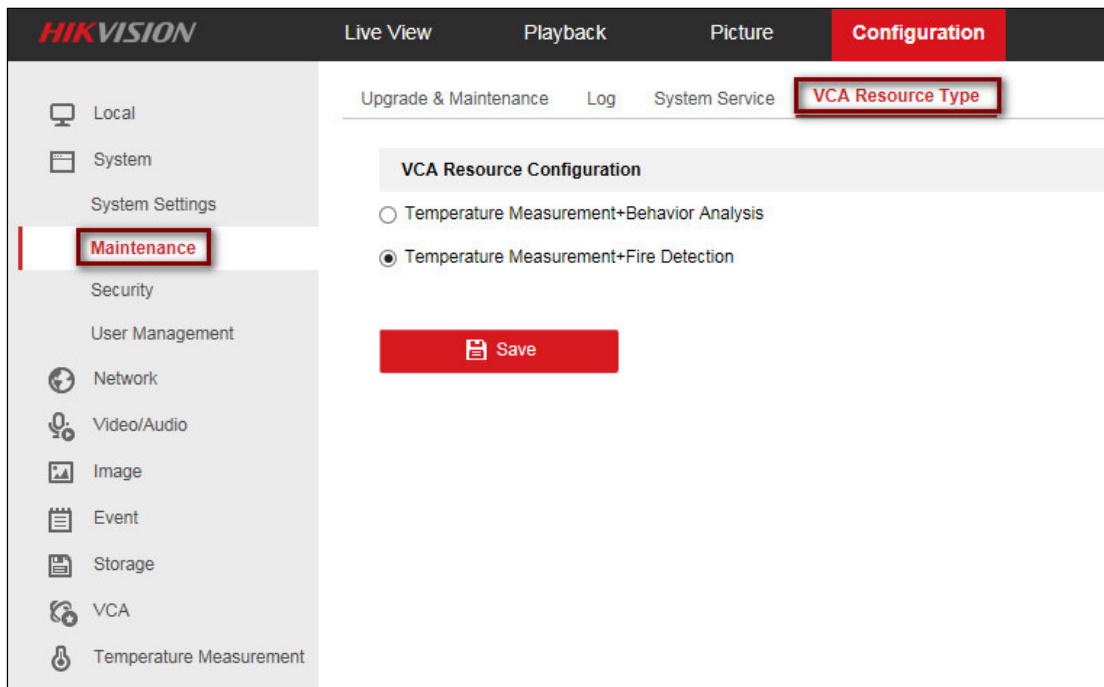 HIKVISION
Live View Playback Picture Configuration
Upgrade & Maintenance Log System Service VCA Resource Type
Local
System
System Settings
Maintenance
Security
User Management
Network
Video/Audio
Image
Event
Storage
VCA
Temperature Measurement
VCA Resource Configuration
Temperature Measurement+Behavior Analysis
Temperature Measurement+Fire Detection
Save